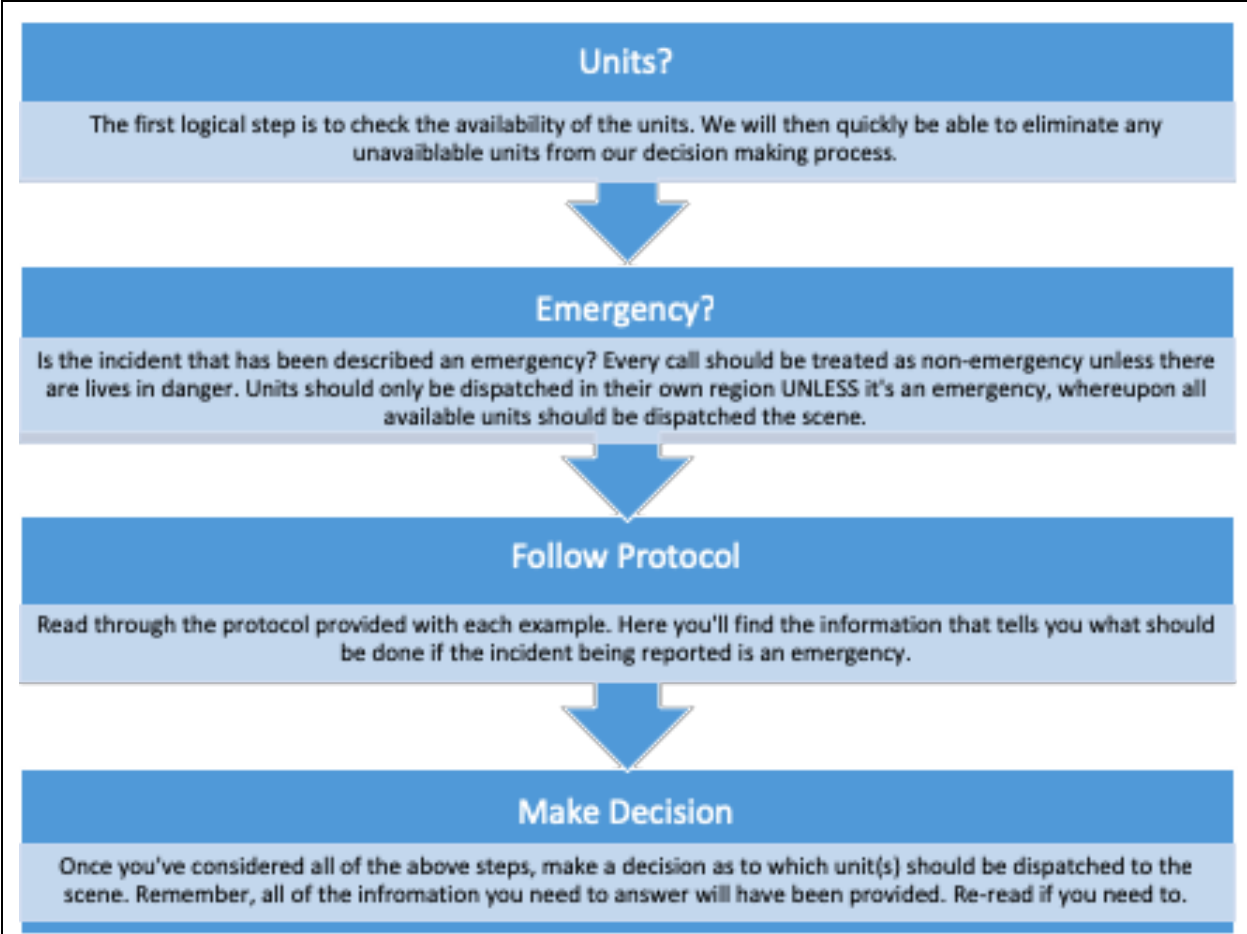 Units?
The first logical step is to check the availability of the units. We will then quickly be able to eliminate any
unavaiblable units from our decision making process.
Emergency?
Is the incident that has been described an emergency? Every call should be treated as non-emergency unless there
are lives in danger. Units should only be dispatched in their own region UNLESS it's an emergency, whereupon all
available units should be dispatched the scene.
Follow Protocol
Read through the protocol provided with each example. Here you'll find the information that tells you what should
be done if the incident being reported is an emergency.
Make Decision
Once you've considered all of the above steps, make a decision as to which unit(s) should be dispatched to the
scene. Remember, all of the infromation you need to answer will have been provided. Re-read if you need to.